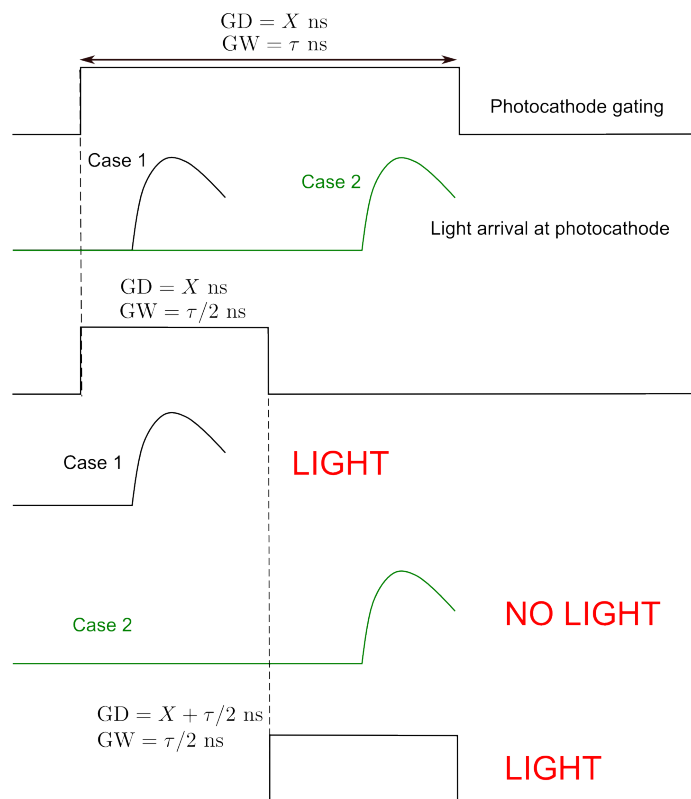 GD = X ns
GW = τ ns
Photocathode gating
Case 1
Case 2
Light arrival at photocathode
GD = X ns
GW = τ/2 ns
Case 1
LIGHT
Case 2
NO LIGHT
GD = X + τ/2 ns
GW = τ/2 ns
LIGHT